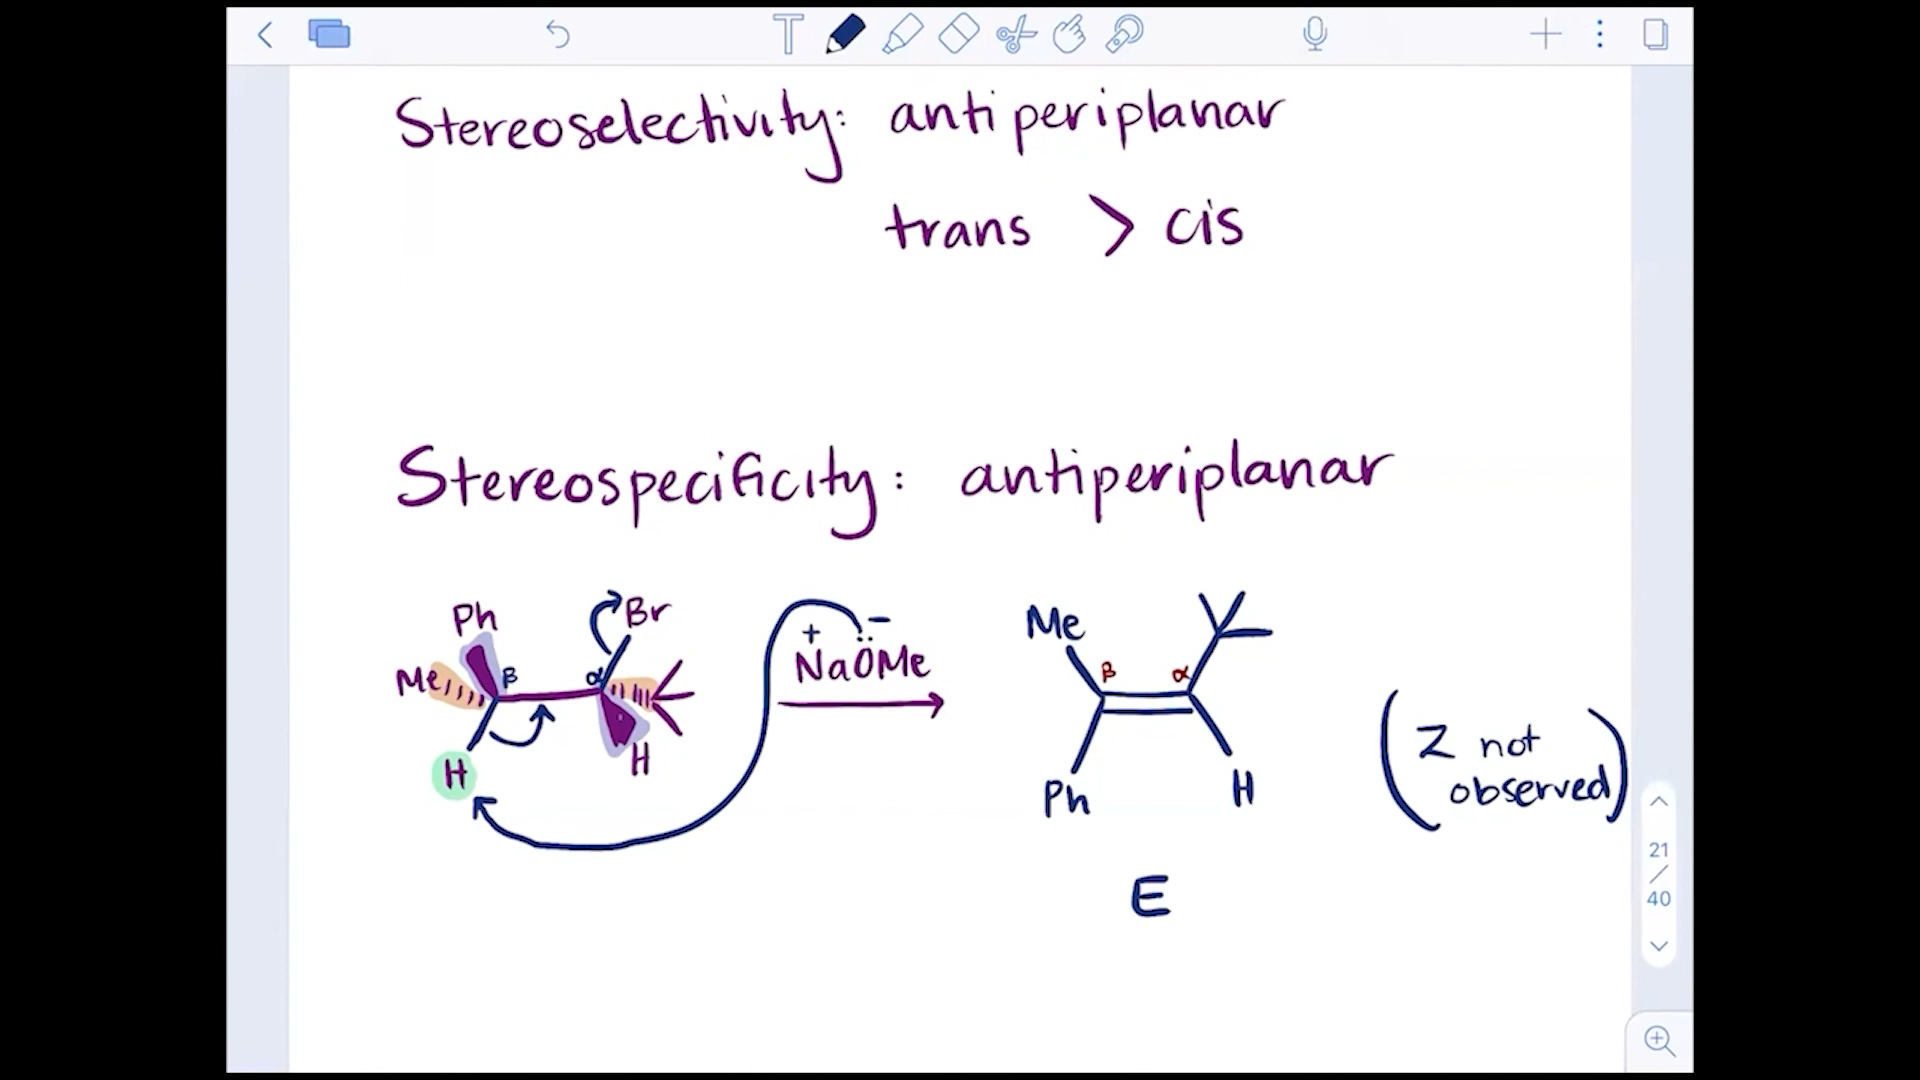 Stereoselectivity: antiperiplanar
trans > cis
Stereospecificity: antiperiplanar
Ph
Br
Me
β
α
H
H
+ −
NaOMe
Me
β
α
Ph
H
(Z not
observed)
E
21
/
40